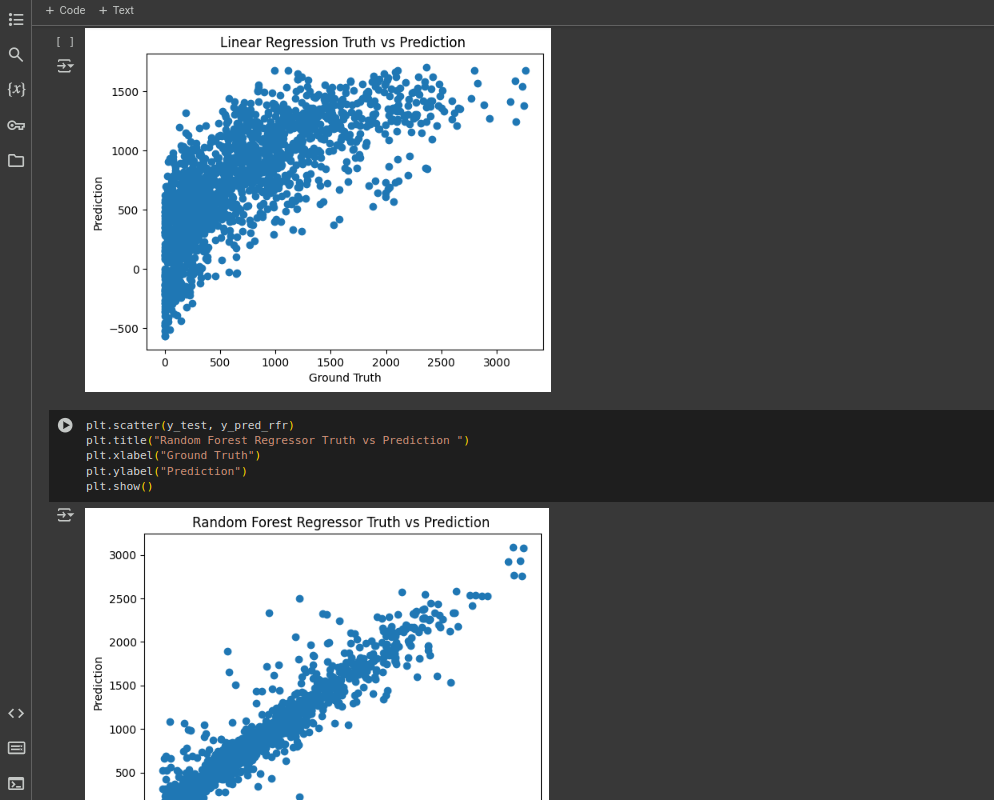 + Code + Text
[ ]
{x}
Linear Regression Truth vs Prediction
1500
1000
500
0
−500
Prediction
0 500 1000 1500 2000 2500 3000
Ground Truth
plt.scatter(y_test, y_pred_rfr)
plt.title("Random Forest Regressor Truth vs Prediction ")
plt.xlabel("Ground Truth")
plt.ylabel("Prediction")
plt.show()
Random Forest Regressor Truth vs Prediction
3000
2500
2000
1500
1000
500
Prediction